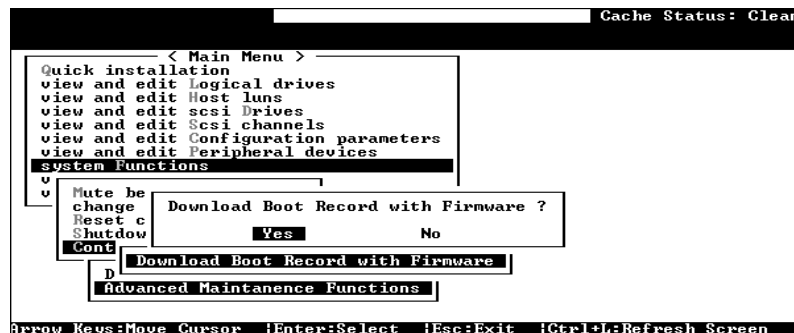 Cache Status: Clean
< Main Menu >
Quick installation
view and edit Logical drives
view and edit Host luns
view and edit scsi Drives
view and edit Scsi channels
view and edit Configuration parameters
view and edit Peripheral devices
system Functions
v
v
Mute be
change
Reset c
Shutdow
Cont
Download Boot Record with Firmware ?
Yes No
Download Boot Record with Firmware
D
Advanced Maintanence Functions
Arrow Keys:Move Cursor |Enter:Select |Esc:Exit |Ctrl+L:Refresh Screen